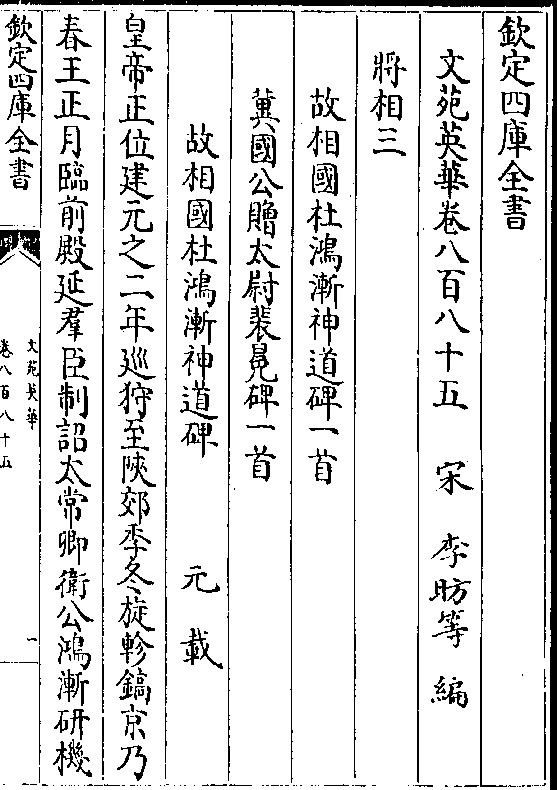 欽定四庫全書
文苑英華卷八百八十五　宋　李昉等　編
將相三
故相國杜鴻漸神道碑一首
冀國公贈太尉裴冕碑一首
故相國杜鴻漸神道碑　元載
皇帝正位建元之二年巡狩至陝郊季冬旋軫鎬京乃
春王正月臨前殿延羣臣制詔太常卿衛公鴻漸研機
欽定四庫全書
文苑英華
卷八百八十五
一